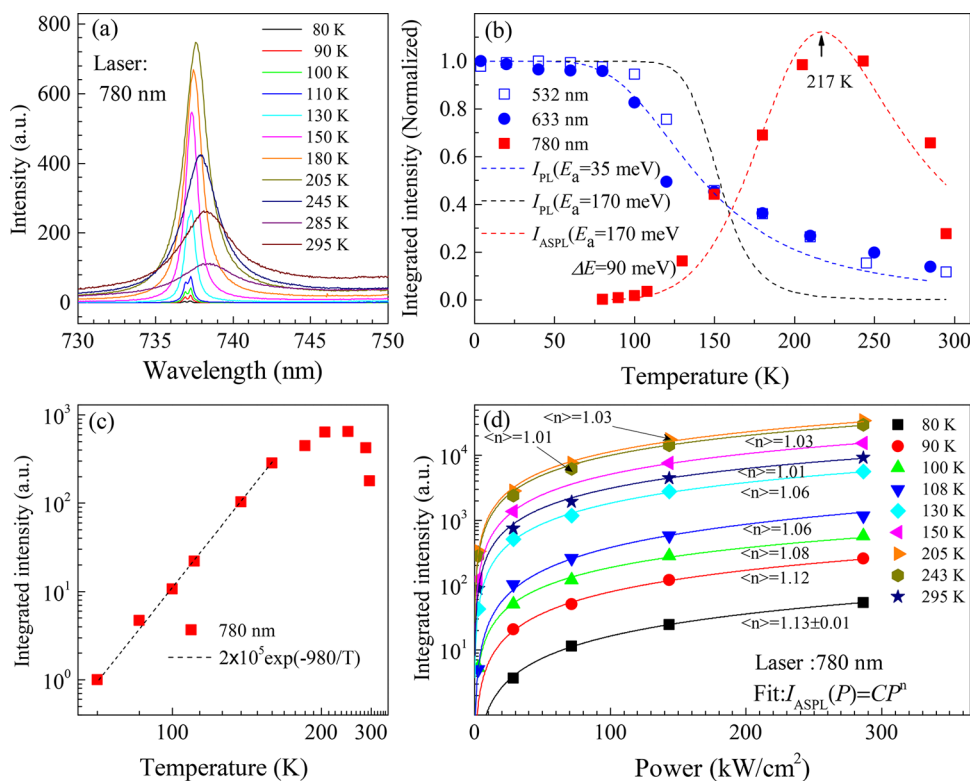 (a)
Laser:
780 nm
80 K
90 K
100 K
110 K
130 K
150 K
180 K
205 K
245 K
285 K
295 K
800
600
400
200
0
730
735
740
745
750
Intensity (a.u.)
Wavelength (nm)
(b)
217 K
532 nm
633 nm
780 nm
I_PL(E_a=35 meV)
I_PL(E_a=170 meV)
I_ASPL(E_a=170 meV
ΔE=90 meV)
1.0
0.8
0.6
0.4
0.2
0.0
0
50
100
150
200
250
300
Integrated intensity (Normalized)
Temperature (K)
(c)
780 nm
2×10^5exp(-980/T)
10^3
10^2
10^1
10^0
100
200
300
Integrated intensity (a.u.)
Temperature (K)
(d)
<n>=1.03
<n>=1.01
<n>=1.03
<n>=1.01
<n>=1.06
<n>=1.06
<n>=1.08
<n>=1.12
<n>=1.13±0.01
80 K
90 K
100 K
108 K
130 K
150 K
205 K
243 K
295 K
Laser :780 nm
Fit:I_ASPL(P)=CP^n
10^4
10^3
10^2
10^1
0
100
200
300
Integrated intensity (a.u.)
Power (kW/cm^2)